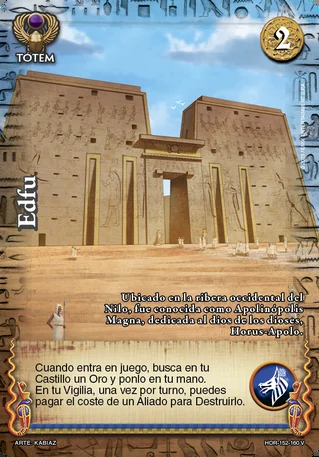 TÓTEM
2
Edfu
Ubicado en la ribera occidental del
Nilo, fue conocida como Apolinópolis
Magna, dedicada al dios de los dioses,
Horus-Apolo.
Cuando entra en juego, busca en tu
Castillo un Oro y ponlo en tu mano.
En tu Vigilia, una vez por turno, puedes
pagar el coste de un Aliado para Destruirlo.
ARTE: KABIAZ
HOR-152-160 V